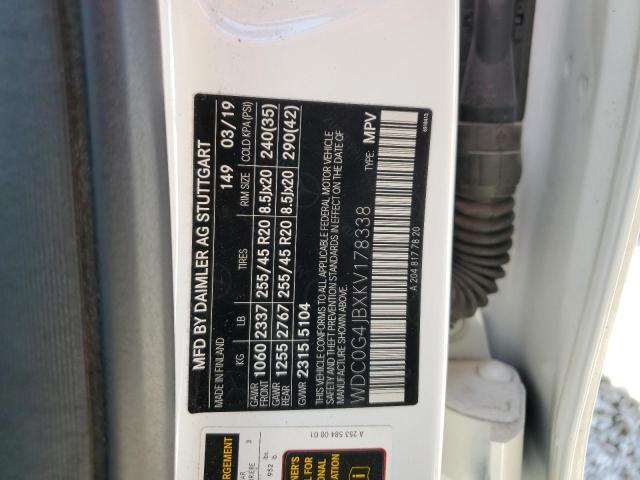 MFD BY DAIMLER AG STUTTGART
MADE IN FINLAND 149 03/19
KG LB TIRES RIM SIZE COLD KPA (PSI)
GAWR FRONT 1060 2337 255/45 R20 8.5Jx20 240(35)
GAWR REAR 1255 2767 255/45 R20 8.5Jx20 290(42)
GVWR 2315 5104
THIS VEHICLE CONFORMS TO ALL APPLICABLE FEDERAL MOTOR VEHICLE
SAFETY AND THEFT PREVENTION STANDARDS IN EFFECT ON THE DATE OF
MANUFACTURE SHOWN ABOVE.
WDC0G4JBXKV178338 TYPE: MPV
A 204 817 78 20
A 253 584 08 01